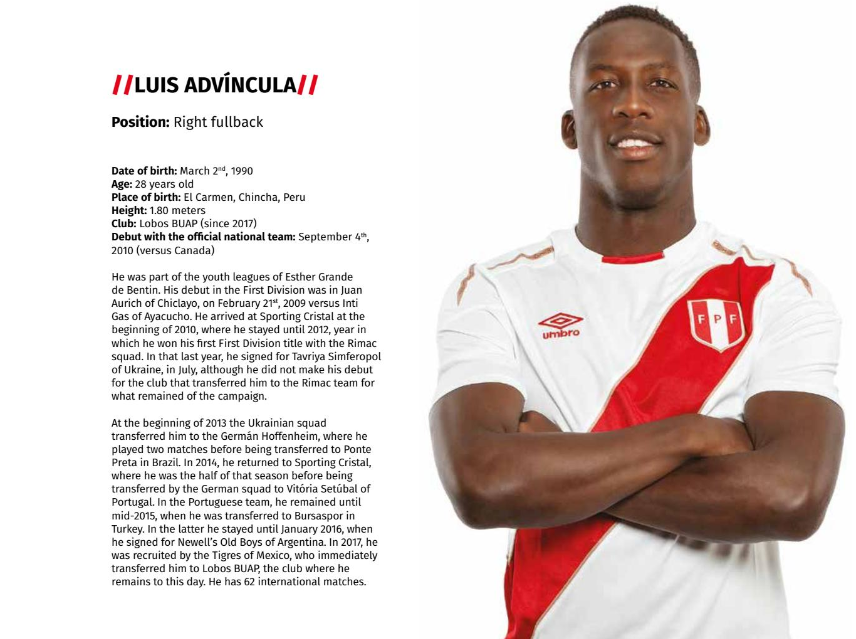 //LUIS ADVÍNCULA//
Position: Right fullback
Date of birth: March 2nd, 1990
Age: 28 years old
Place of birth: El Carmen, Chincha, Peru
Height: 1.80 meters
Club: Lobos BUAP (since 2017)
Debut with the official national team: September 4th,
2010 (versus Canada)
He was part of the youth leagues of Esther Grande
de Bentin. His debut in the First Division was in Juan
Aurich of Chiclayo, on February 21st, 2009 versus Inti
Gas of Ayacucho. He arrived at Sporting Cristal at the
beginning of 2010, where he stayed until 2012, year in
which he won his first First Division title with the Rimac
squad. In that last year, he signed for Tavriya Simferopol
of Ukraine, in July, although he did not make his debut
for the club that transferred him to the Rimac team for
what remained of the campaign.
At the beginning of 2013 the Ukrainian squad
transferred him to the Germán Hoffenheim, where he
played two matches before being transferred to Ponte
Preta in Brazil. In 2014, he returned to Sporting Cristal,
where he was the half of that season before being
transferred by the German squad to Vitória Setúbal of
Portugal. In the Portuguese team, he remained until
mid-2015, when he was transferred to Bursaspor in
Turkey. In the latter he stayed until January 2016, when
he signed for Newell's Old Boys of Argentina. In 2017, he
was recruited by the Tigres of Mexico, who immediately
transferred him to Lobos BUAP, the club where he
remains to this day. He has 62 international matches.
umbro
FPF